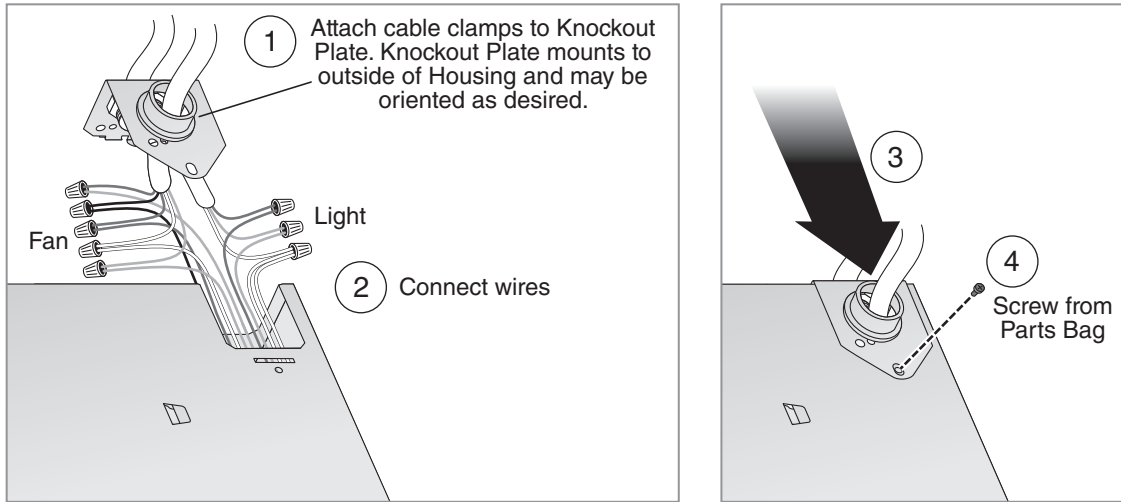 1
Attach cable clamps to Knockout
Plate. Knockout Plate mounts to
outside of Housing and may be
oriented as desired.
Fan
Light
2
Connect wires
3
4
Screw from
Parts Bag